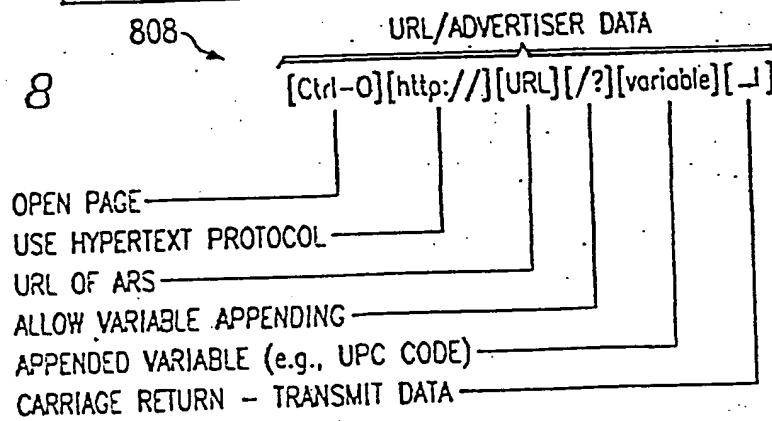 808
URL/ADVERTISER DATA
8
[Ctrl-O][http://][URL][/?][variable][↵]
OPEN PAGE
USE HYPERTEXT PROTOCOL
URL OF ARS
ALLOW VARIABLE APPENDING
APPENDED VARIABLE (e.g., UPC CODE)
CARRIAGE RETURN - TRANSMIT DATA